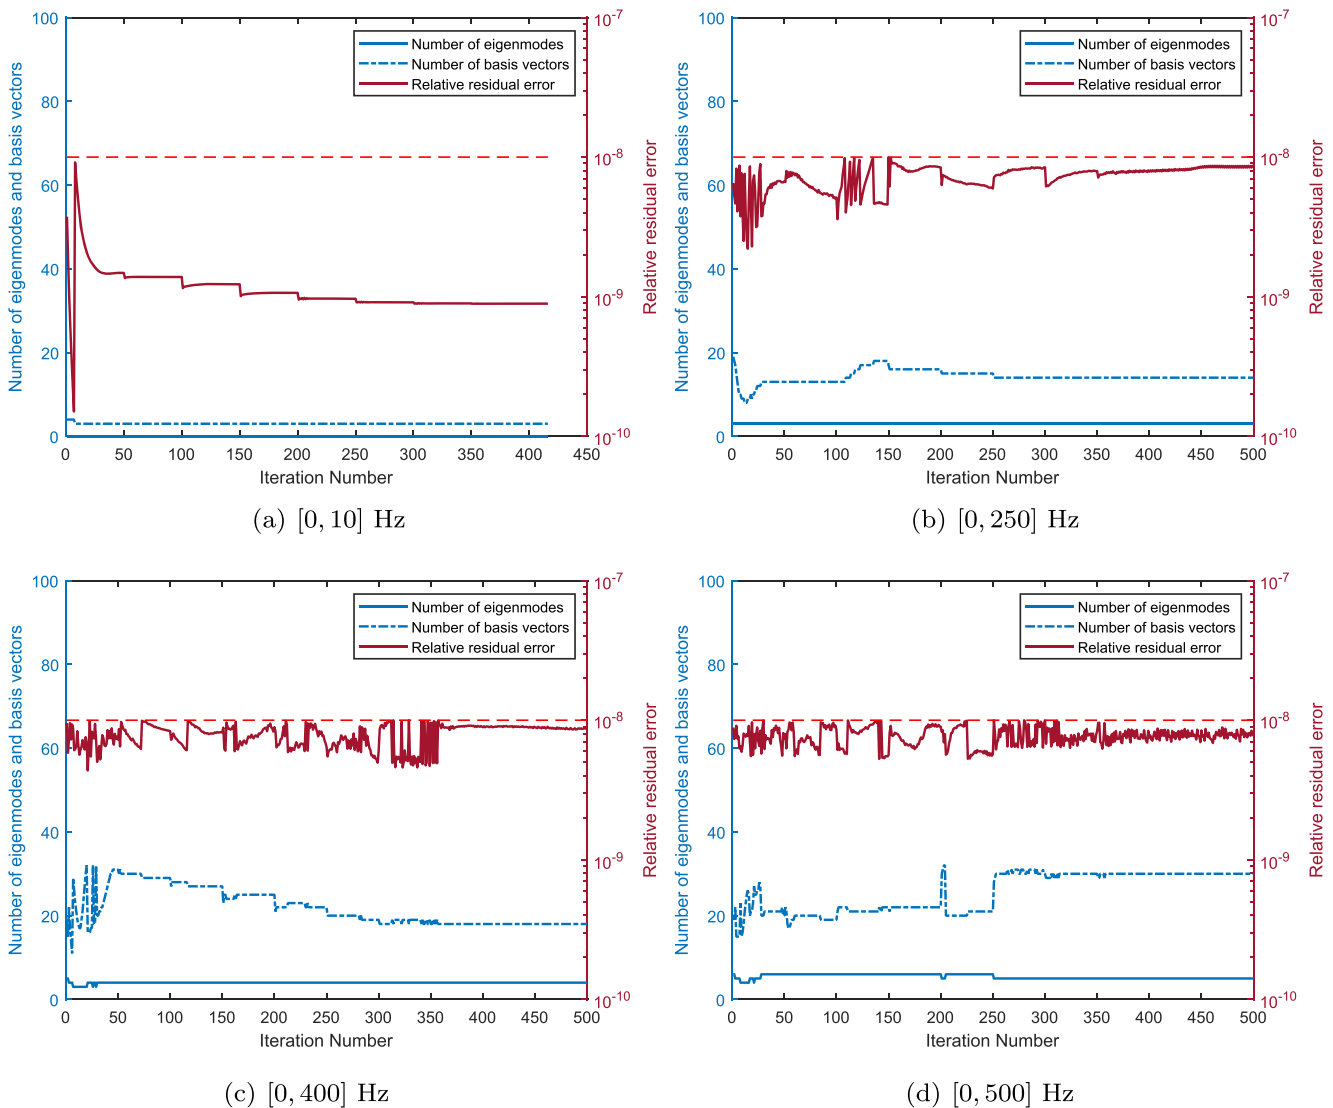 100
80
60
40
20
0
Number of eigenmodes and basis vectors
Number of eigenmodes
Number of basis vectors
Relative residual error
10-7
10-8
10-9
10-10
Relative residual error
0 50 100 150 200 250 300 350 400 450
Iteration Number
(a) [0, 10] Hz
100
80
60
40
20
0
Number of eigenmodes and basis vectors
Number of eigenmodes
Number of basis vectors
Relative residual error
10-7
10-8
10-9
10-10
Relative residual error
0 50 100 150 200 250 300 350 400 450 500
Iteration Number
(b) [0, 250] Hz
100
80
60
40
20
0
Number of eigenmodes and basis vectors
Number of eigenmodes
Number of basis vectors
Relative residual error
10-7
10-8
10-9
10-10
Relative residual error
0 50 100 150 200 250 300 350 400 450 500
Iteration Number
(c) [0, 400] Hz
100
80
60
40
20
0
Number of eigenmodes and basis vectors
Number of eigenmodes
Number of basis vectors
Relative residual error
10-7
10-8
10-9
10-10
Relative residual error
0 50 100 150 200 250 300 350 400 450 500
Iteration Number
(d) [0, 500] Hz